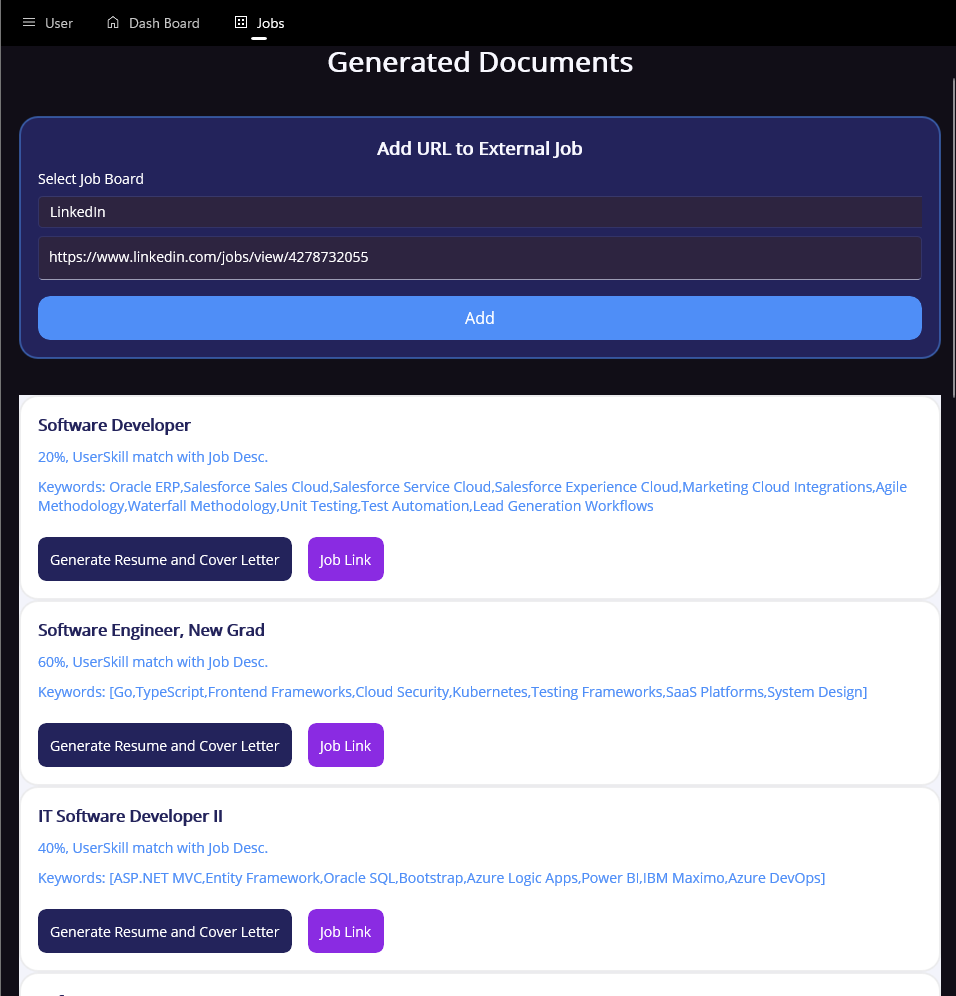 User Dash Board Jobs
Generated Documents
Add URL to External Job
Select Job Board
LinkedIn
https://www.linkedin.com/jobs/view/4278732055
Add
Software Developer
20%, UserSkill match with Job Desc.
Keywords: Oracle ERP,Salesforce Sales Cloud,Salesforce Service Cloud,Salesforce Experience Cloud,Marketing Cloud Integrations,Agile
Methodology,Waterfall Methodology,Unit Testing,Test Automation,Lead Generation Workflows
Generate Resume and Cover Letter Job Link
Software Engineer, New Grad
60%, UserSkill match with Job Desc.
Keywords: [Go,TypeScript,Frontend Frameworks,Cloud Security,Kubernetes,Testing Frameworks,SaaS Platforms,System Design]
Generate Resume and Cover Letter Job Link
IT Software Developer II
40%, UserSkill match with Job Desc.
Keywords: [ASP.NET MVC,Entity Framework,Oracle SQL,Bootstrap,Azure Logic Apps,Power BI,IBM Maximo,Azure DevOps]
Generate Resume and Cover Letter Job Link